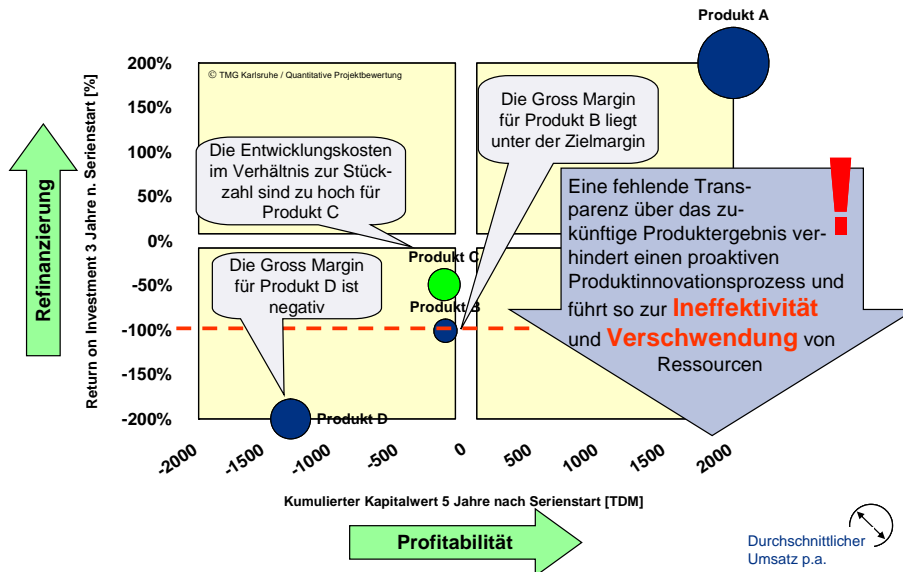 Produkt A
© TMG Karlsruhe / Quantitative Projektbewertung
Refinanzierung
Return on Investment 3 Jahre n. Serienstart [%]
200%
150%
100%
50%
0%
-50%
-100%
-150%
-200%
Die Gross Margin
für Produkt B liegt
unter der Zielmargin
Die Entwicklungskosten
im Verhältnis zur Stück-
zahl sind zu hoch für
Produkt C
Eine fehlende Trans-
parenz über das zu-
künftige Produktergebnis ver-
hindert einen proaktiven
Produktinnovationsprozess und
führt so zur Ineffektivität
und Verschwendung von
Ressourcen
!
Produkt C
Die Gross Margin
für Produkt D ist
negativ
Produkt B
Produkt D
-2000
-1500
-1000
-500
0
500
1000
1500
2000
Kumulierter Kapitalwert 5 Jahre nach Serienstart [TDM]
Profitabilität
Durchschnittlicher
Umsatz p.a.